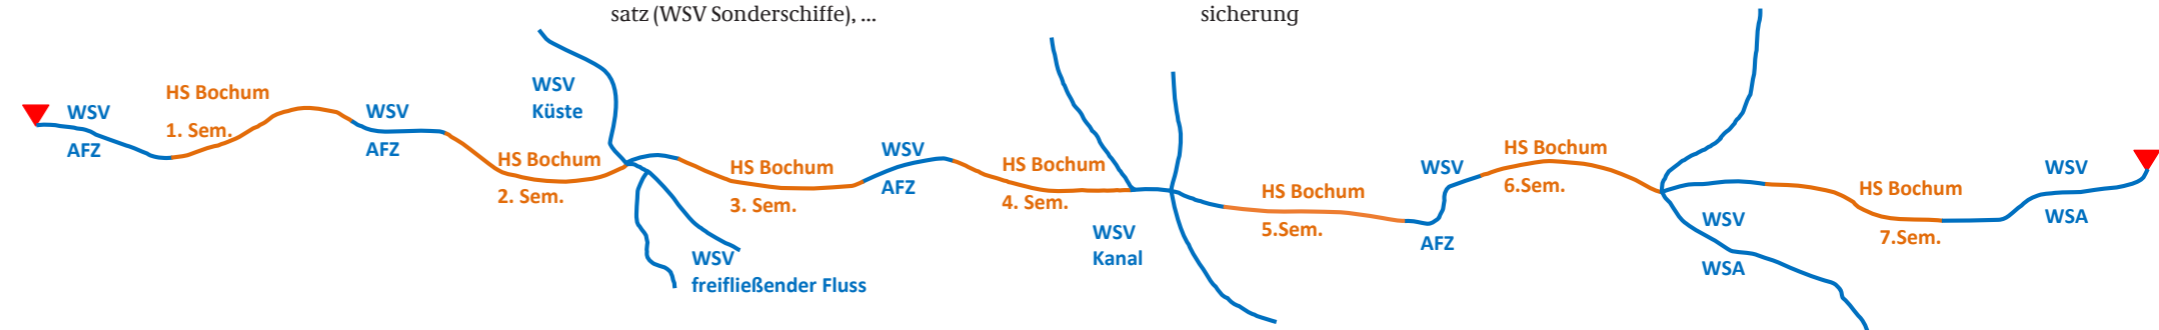 satz (WSV Sonderschiffe), ...
sicherung
WSV
AFZ
HS Bochum
1. Sem.
WSV
AFZ
HS Bochum
2. Sem.
WSV
Küste
WSV
freifließender Fluss
HS Bochum
3. Sem.
WSV
AFZ
HS Bochum
4. Sem.
WSV
Kanal
HS Bochum
5.Sem.
WSV
AFZ
HS Bochum
6.Sem.
WSV
WSA
HS Bochum
7.Sem.
WSV
WSA